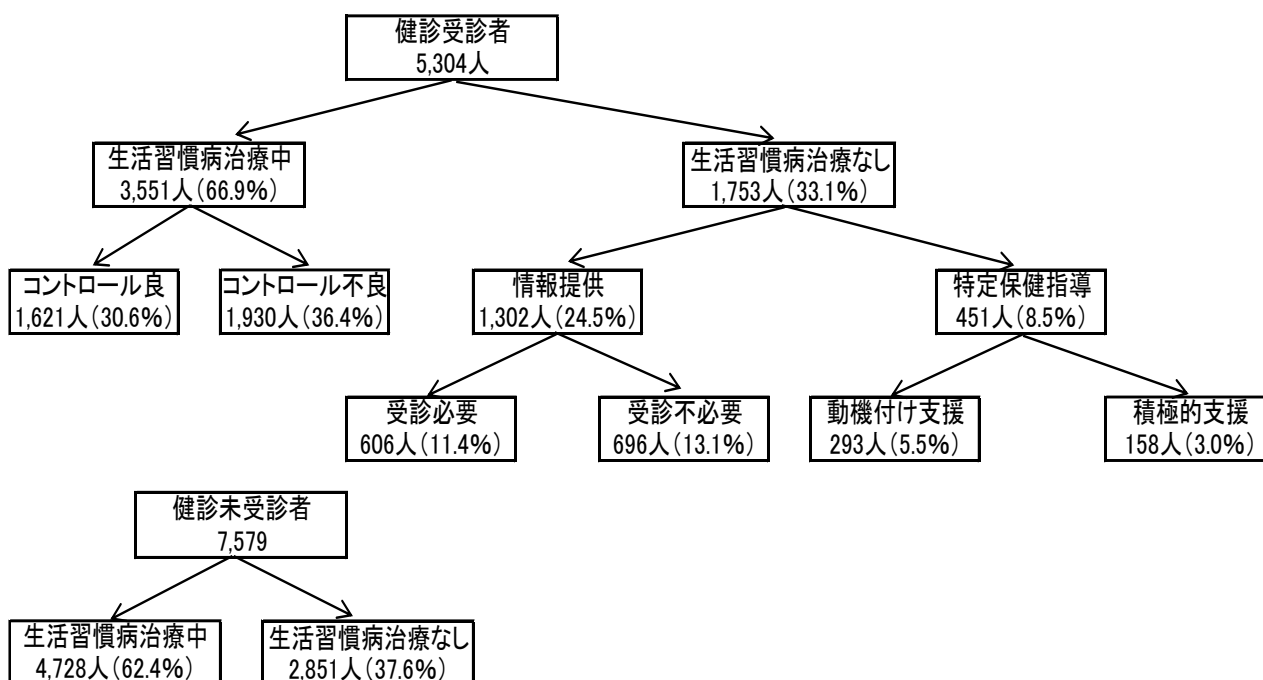 健診受診者
5,304人
生活習慣病治療中
3,551人(66.9%)
生活習慣病治療なし
1,753人(33.1%)
コントロール良
1,621人(30.6%)
コントロール不良
1,930人(36.4%)
情報提供
1,302人(24.5%)
特定保健指導
451人(8.5%)
受診必要
606人(11.4%)
受診不必要
696人(13.1%)
動機付け支援
293人(5.5%)
積極的支援
158人(3.0%)
健診未受診者
7,579
生活習慣病治療中
4,728人(62.4%)
生活習慣病治療なし
2,851人(37.6%)